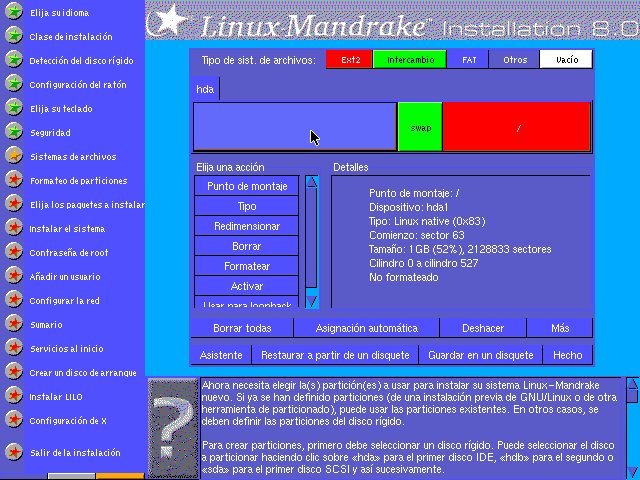 Linux Mandrake™ Installation 8.0
Elija su idioma
Clase de instalación
Detección del disco rígido
Configuración del ratón
Elija su teclado
Seguridad
Sistemas de archivos
Formateo de particiones
Elija los paquetes a instalar
Instalar el sistema
Contraseña de root
Añadir un usuario
Configurar la red
Sumario
Servicios al inicio
Crear un disco de arranque
Instalar LILO
Configuración de X
Salir de la instalación
Tipo de sist. de archivos: Ext2 Intercambio FAT Otros Vacío
hda
swap /
Elija una acción
Punto de montaje
Tipo
Redimensionar
Borrar
Formatear
Activar
Usar para loopback
Detalles
Punto de montaje: /
Dispositivo: hda1
Tipo: Linux native (0x83)
Comienzo: sector 63
Tamaño: 1GB (52%), 2128833 sectores
Cilindro 0 a cilindro 527
No formateado
Borrar todas Asignación automática Deshacer Más
Asistente Restaurar a partir de un disquete Guardar en un disquete Hecho
Ahora necesita elegir la(s) partición(es) a usar para instalar su sistema Linux-Mandrake
nuevo. Si ya se han definido particiones (de una instalación previa de
GNU/Linux o de otra
herramienta de particionado), puede usar las particiones existentes. En otros casos, se
deben definir las particiones del disco rígido.
Para crear particiones, primero debe seleccionar un disco rígido. Puede seleccionar el disco
a particionar haciendo clic sobre «hda» para el primer disco IDE, «hdb» para el segundo o
«sda» para el primer disco SCSI y así sucesivamente.